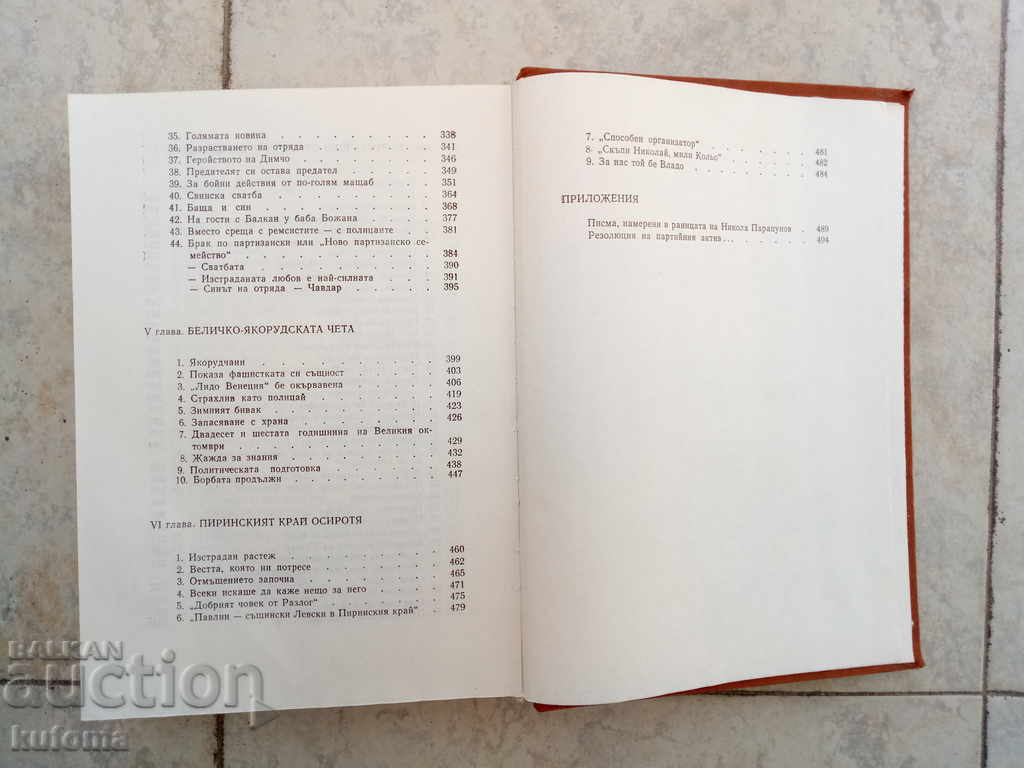 35. Голямата новина . . . . . . . . 338
36. Разрастването на отряда . . . . . . . 341
37. Геройството на Димчо . . . . . . . 346
38. Предателят си остава предател . . . . . 349
39. За бойни действия от по-голям мащаб . . . . 351
40. Свинска сватба . . . . . . . . . 364
41. Баща и син . . . . . . . . . . 368
42. На гости с Балкан у баба Божана . . . . . 377
43. Вместо среща с ремсистите — с полицаите . . 381
44. Брак по партизански или „Ново партизанско се-
мейство“ . . . . . . . . . . 384
— Сватбата . . . . . . . . . 390
— Изстраданата любов е най-силната . . . . 391
— Синът на отряда — Чавдар . . . . . 395
V глава. БЕЛИЧКО-ЯКОРУДСКАТА ЧЕТА
1. Якорудчани . . . . . . . . . 399
2. Показа фашистката си същност . . . . . 403
3. „Лидо Венеция“ бе окървавена . . . . . 406
4. Страхлив като полицай . . . . . . . 419
5. Зимният бивак . . . . . . . . . 423
6. Запасяване с храна . . . . . . . . 426
7. Двадесет и шестата годишнина на Великия ок-
томври . . . . . . . . . . 429
8. Жажда за знания . . . . . . . . 432
9. Политическата подготовка . . . . . . 438
10. Борбата продължи . . . . . . . . 447
VI глава. ПИРИНСКИЯТ КРАЙ ОСИРОТЯ
1. Изстрадан растеж . . . . . . . . 460
2. Вестта, която ни потресе . . . . . . 462
3. Отмъщението започна . . . . . . . 465
4. Всеки искаше да каже нещо за него . . . . 471
5. „Добрият човек от Разлог“ . . . . . . 475
6. „Павлин — същински Левски в Пиринския край“ . 479
7. „Способен организатор“ . . . . . . 481
8. „Скъпи Николай, мили Кольо“ . . . . . 482
9. За нас той бе Владо . . . . . . . 484
ПРИЛОЖЕНИЯ
Писма, намерени в раницата на Никола Парапунов . 489
Резолюция на партийния актив . . . . . . 494
BALKAN
auction
kufoma